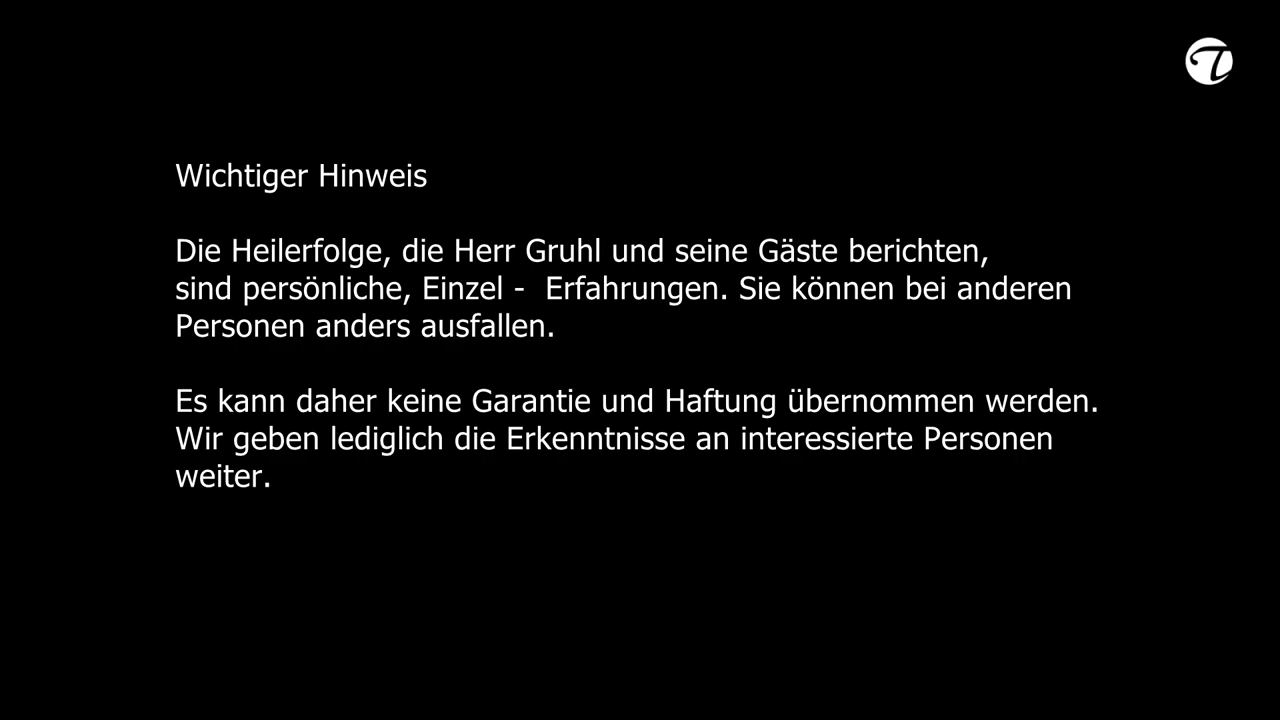 Wichtiger Hinweis
Die Heilerfolge, die Herr Gruhl und seine Gäste berichten,
sind persönliche, Einzel -  Erfahrungen. Sie können bei anderen
Personen anders ausfallen.
Es kann daher keine Garantie und Haftung übernommen werden.
Wir geben lediglich die Erkenntnisse an interessierte Personen
weiter.